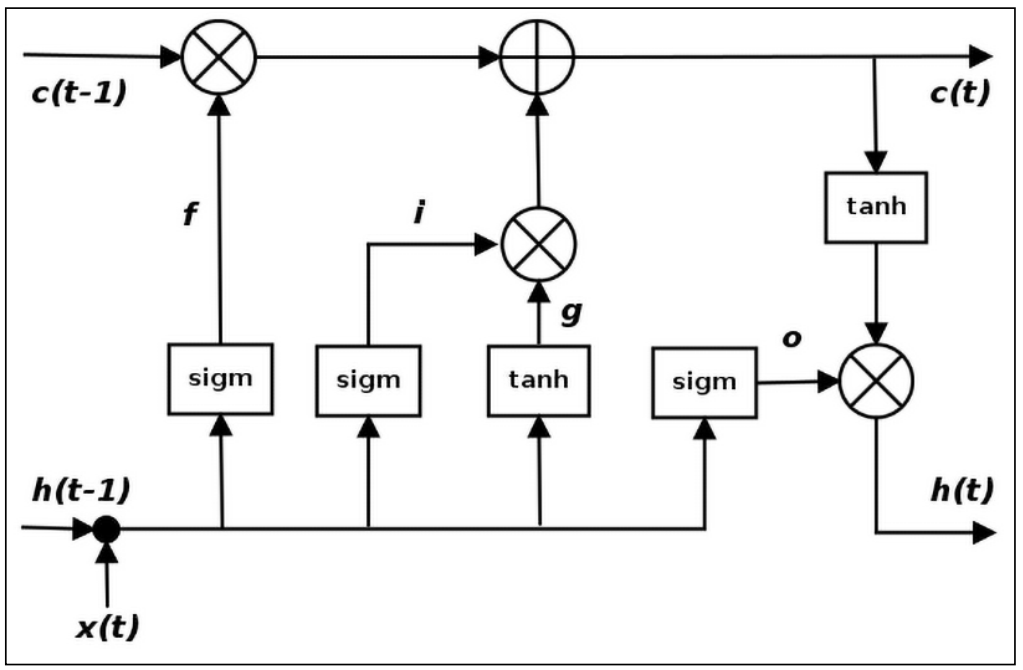 c(t-1)
c(t)
tanh
f
i
g
o
sigm
sigm
tanh
sigm
h(t-1)
h(t)
x(t)